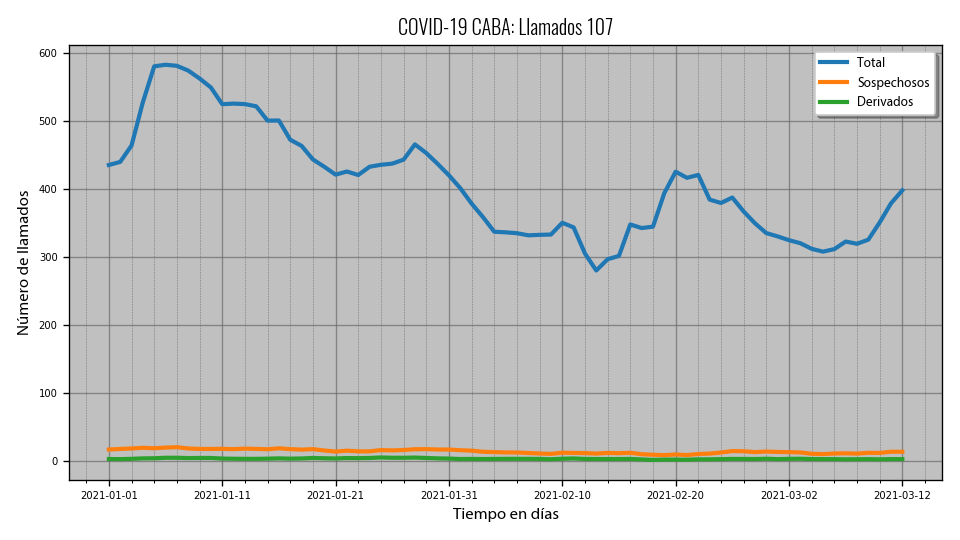 COVID-19 CABA: Llamados 107
Total
Sospechosos
Derivados
Número de llamados
600
500
400
300
200
100
0
2021-01-01 2021-01-11 2021-01-21 2021-01-31 2021-02-10 2021-02-20 2021-03-02 2021-03-12
Tiempo en días